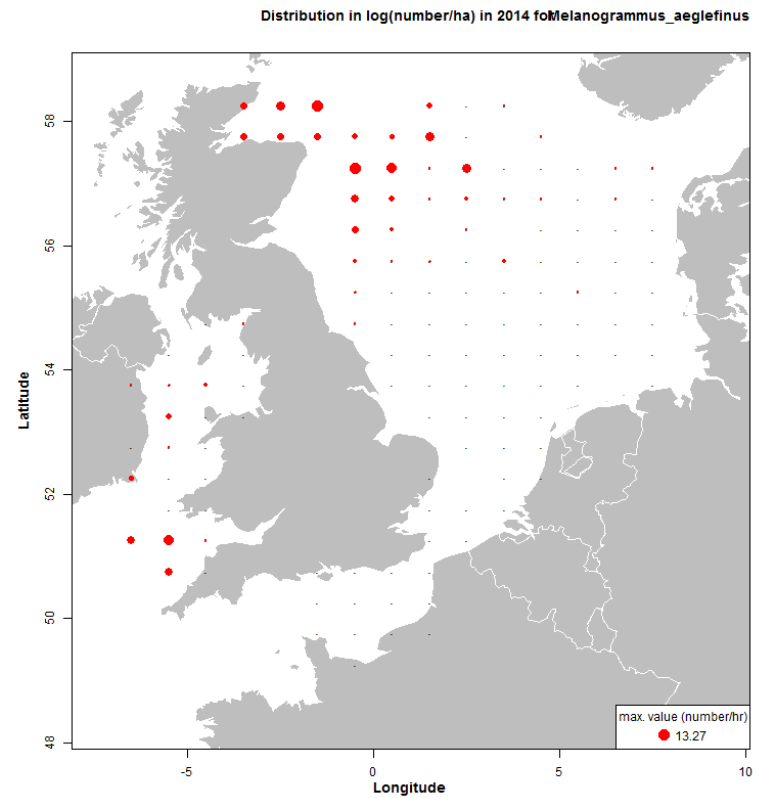 Distribution in log(number/ha) in 2014 forMelanogrammus_aeglefinus
58
56
54
52
50
48
Latitude
-5
0
5
10
Longitude
max. value (number/hr)
13.27